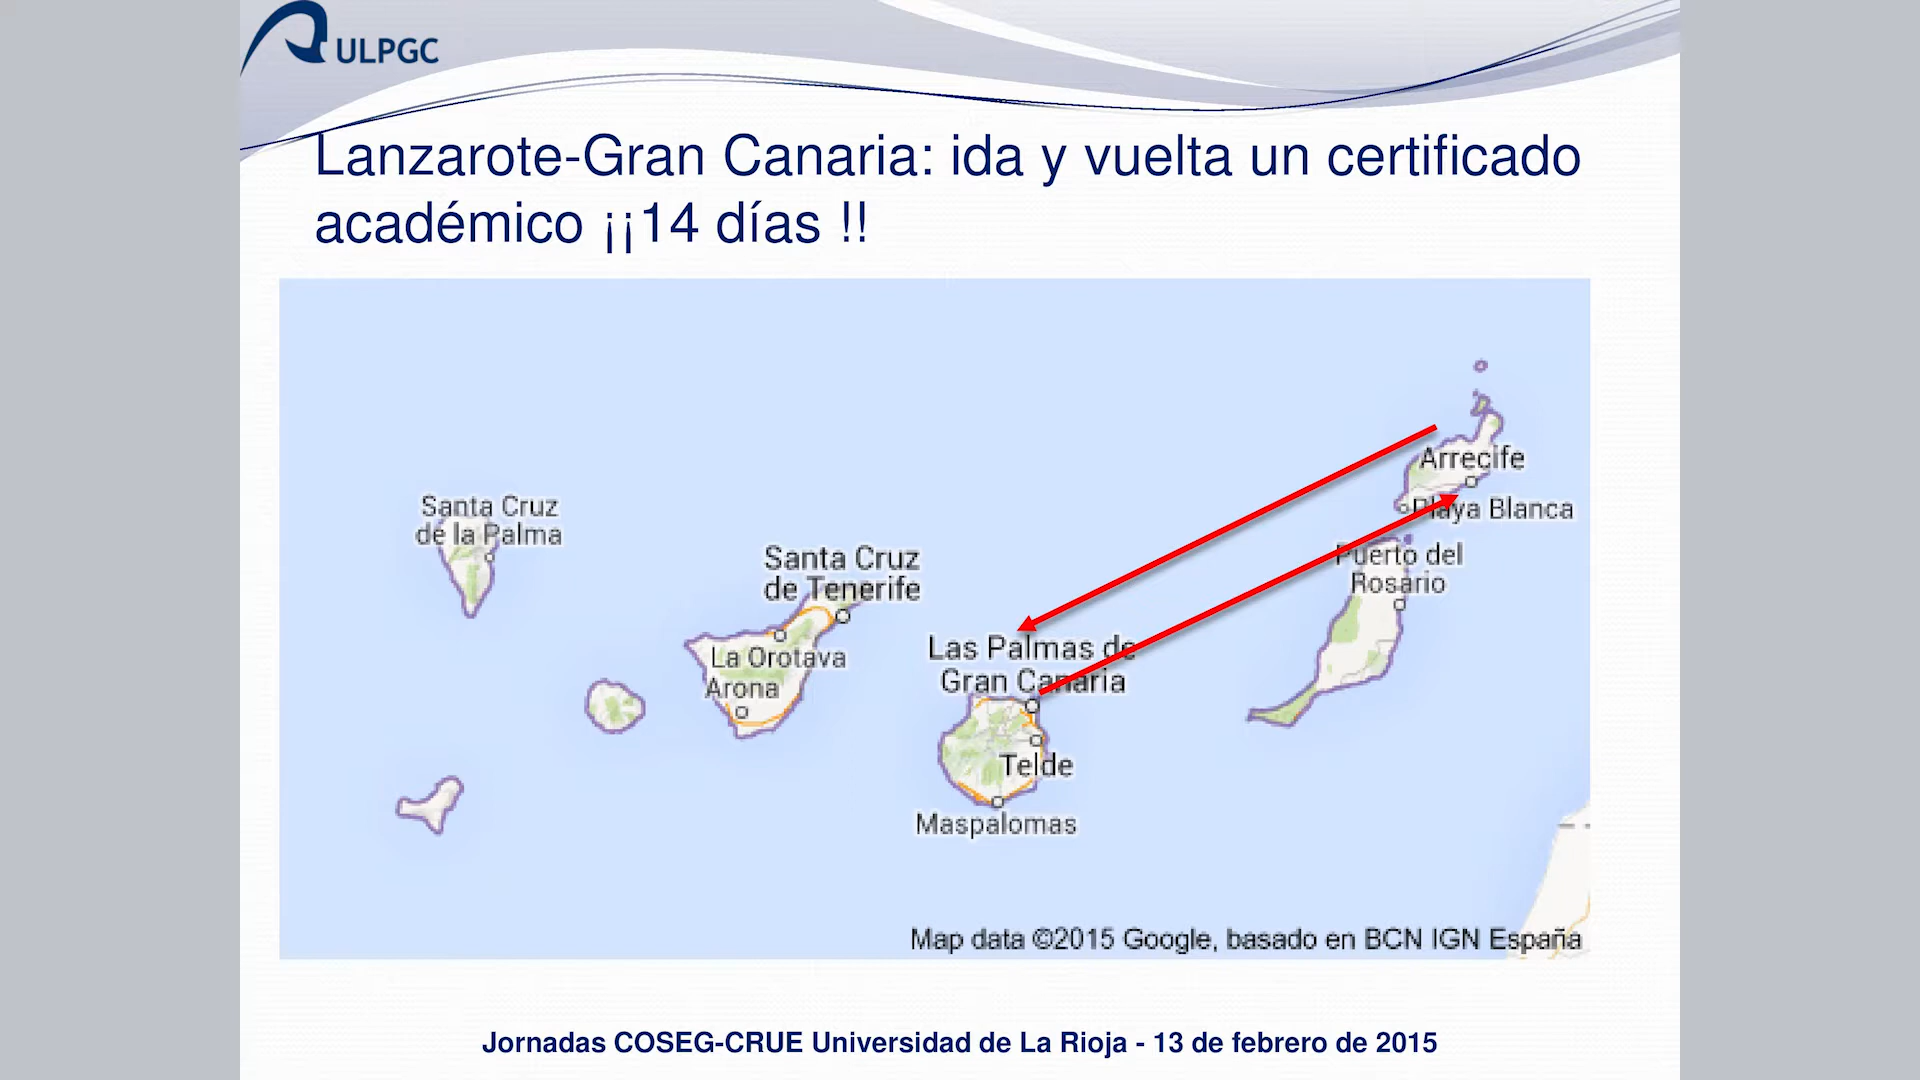 ULPGC
Lanzarote-Gran Canaria: ida y vuelta un certificado
académico ¡¡14 días !!
Arrecife
Playa Blanca
Santa Cruz
de la Palma
Santa Cruz
de Tenerife
Puerto del
Rosario
La Orotava
Arona
Las Palmas de
Gran Canaria
Telde
Maspalomas
Map data ©2015 Google, basado en BCN IGN España
Jornadas COSEG-CRUE Universidad de La Rioja - 13 de febrero de 2015